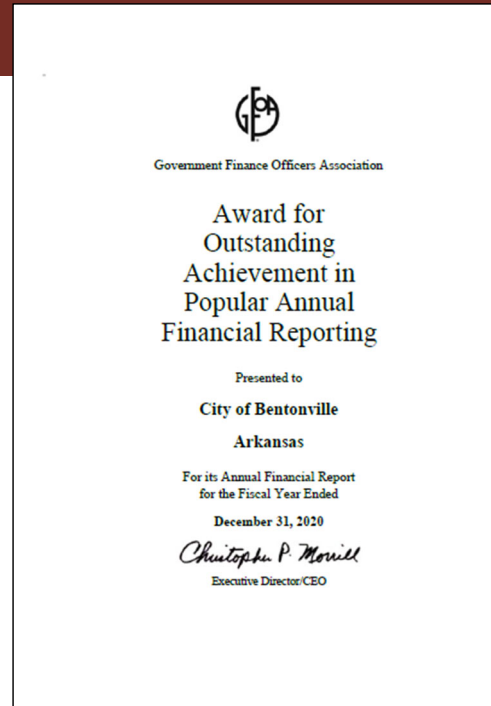 GFOA
Government Finance Officers Association
Award for
Outstanding
Achievement in
Popular Annual
Financial Reporting
Presented to
City of Bentonville
Arkansas
For its Annual Financial Report
for the Fiscal Year Ended
December 31, 2020
Christopher P. Morrill
Executive Director/CEO